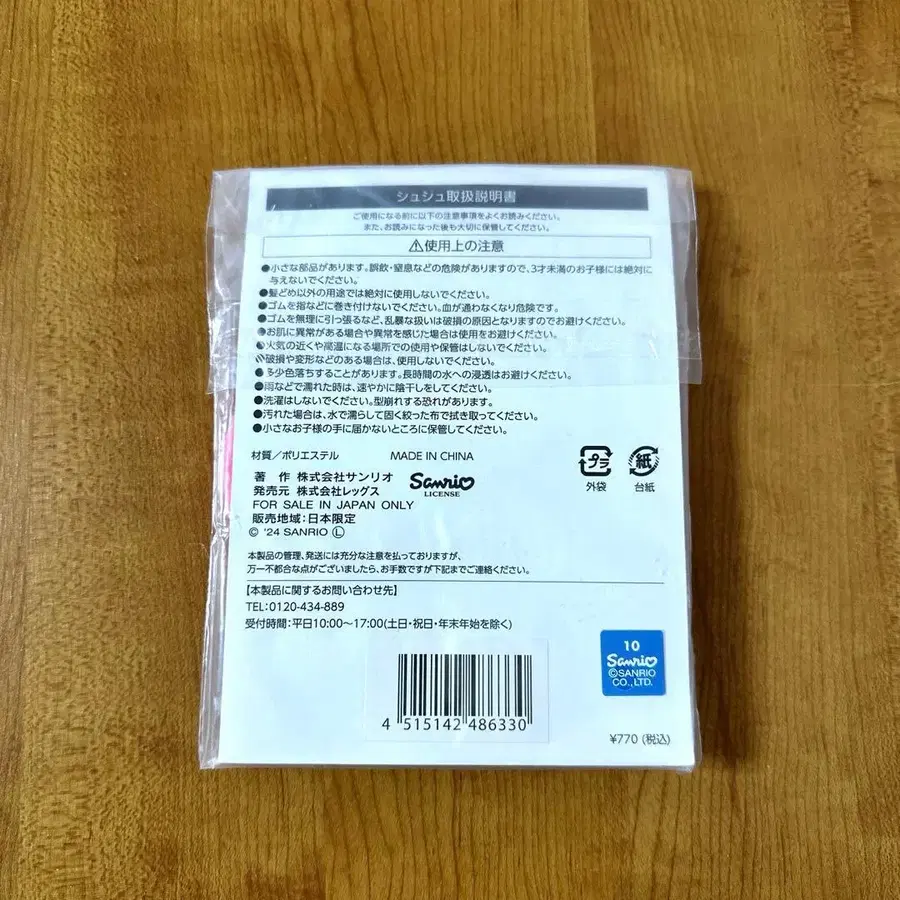 シュシュ取扱説明書
ご使用になる前に以下の注意事項をよくお読みください。
また、お読みになった後も大切に保管してください。
⚠使用上の注意
●小さな部品があります。誤飲・窒息などの危険がありますので、3才未満のお子様には絶対に
与えないでください。
●髪どめ以外の用途では絶対に使用しないでください。
●ゴムを指などに巻き付けないでください。血が通わなくなり危険です。
●ゴムを無理に引っ張るなど、乱暴な扱いは破損の原因となりますのでお避けください。
●お肌に異常がある場合や異常を感じた場合は使用をお避けください。
●火気の近くや高温になる場所での使用や保管はしないでください。
●破損や変形などのある場合は、使用しないでください。
●多少色落ちすることがあります。長時間の水への浸透はお避けください。
●雨などで濡れた時は、速やかに陰干しをしてください。
●洗濯はしないでください。型崩れする恐れがあります。
●汚れた場合は、水で濡らして固く絞った布で拭き取ってください。
●小さなお子様の手に届かないところに保管してください。
材質/ポリエステル MADE IN CHINA
著 作 株式会社サンリオ
発売元 株式会社レッグス
Sanrio
LICENSE
プラ
外袋
紙
台紙
FOR SALE IN JAPAN ONLY
販売地域:日本限定
© '24 SANRIO Ⓛ
本製品の管理、発送には充分な注意を払っておりますが、
万一不都合な点がございましたら、お手数ですが下記までご連絡ください。
【本製品に関するお問い合わせ先】
TEL:0120-434-889
受付時間:平日10:00〜17:00(土日・祝日・年末年始を除く)
10
Sanrio
©SANRIO
CO., LTD.
4 515142 486330
¥770 (税込)